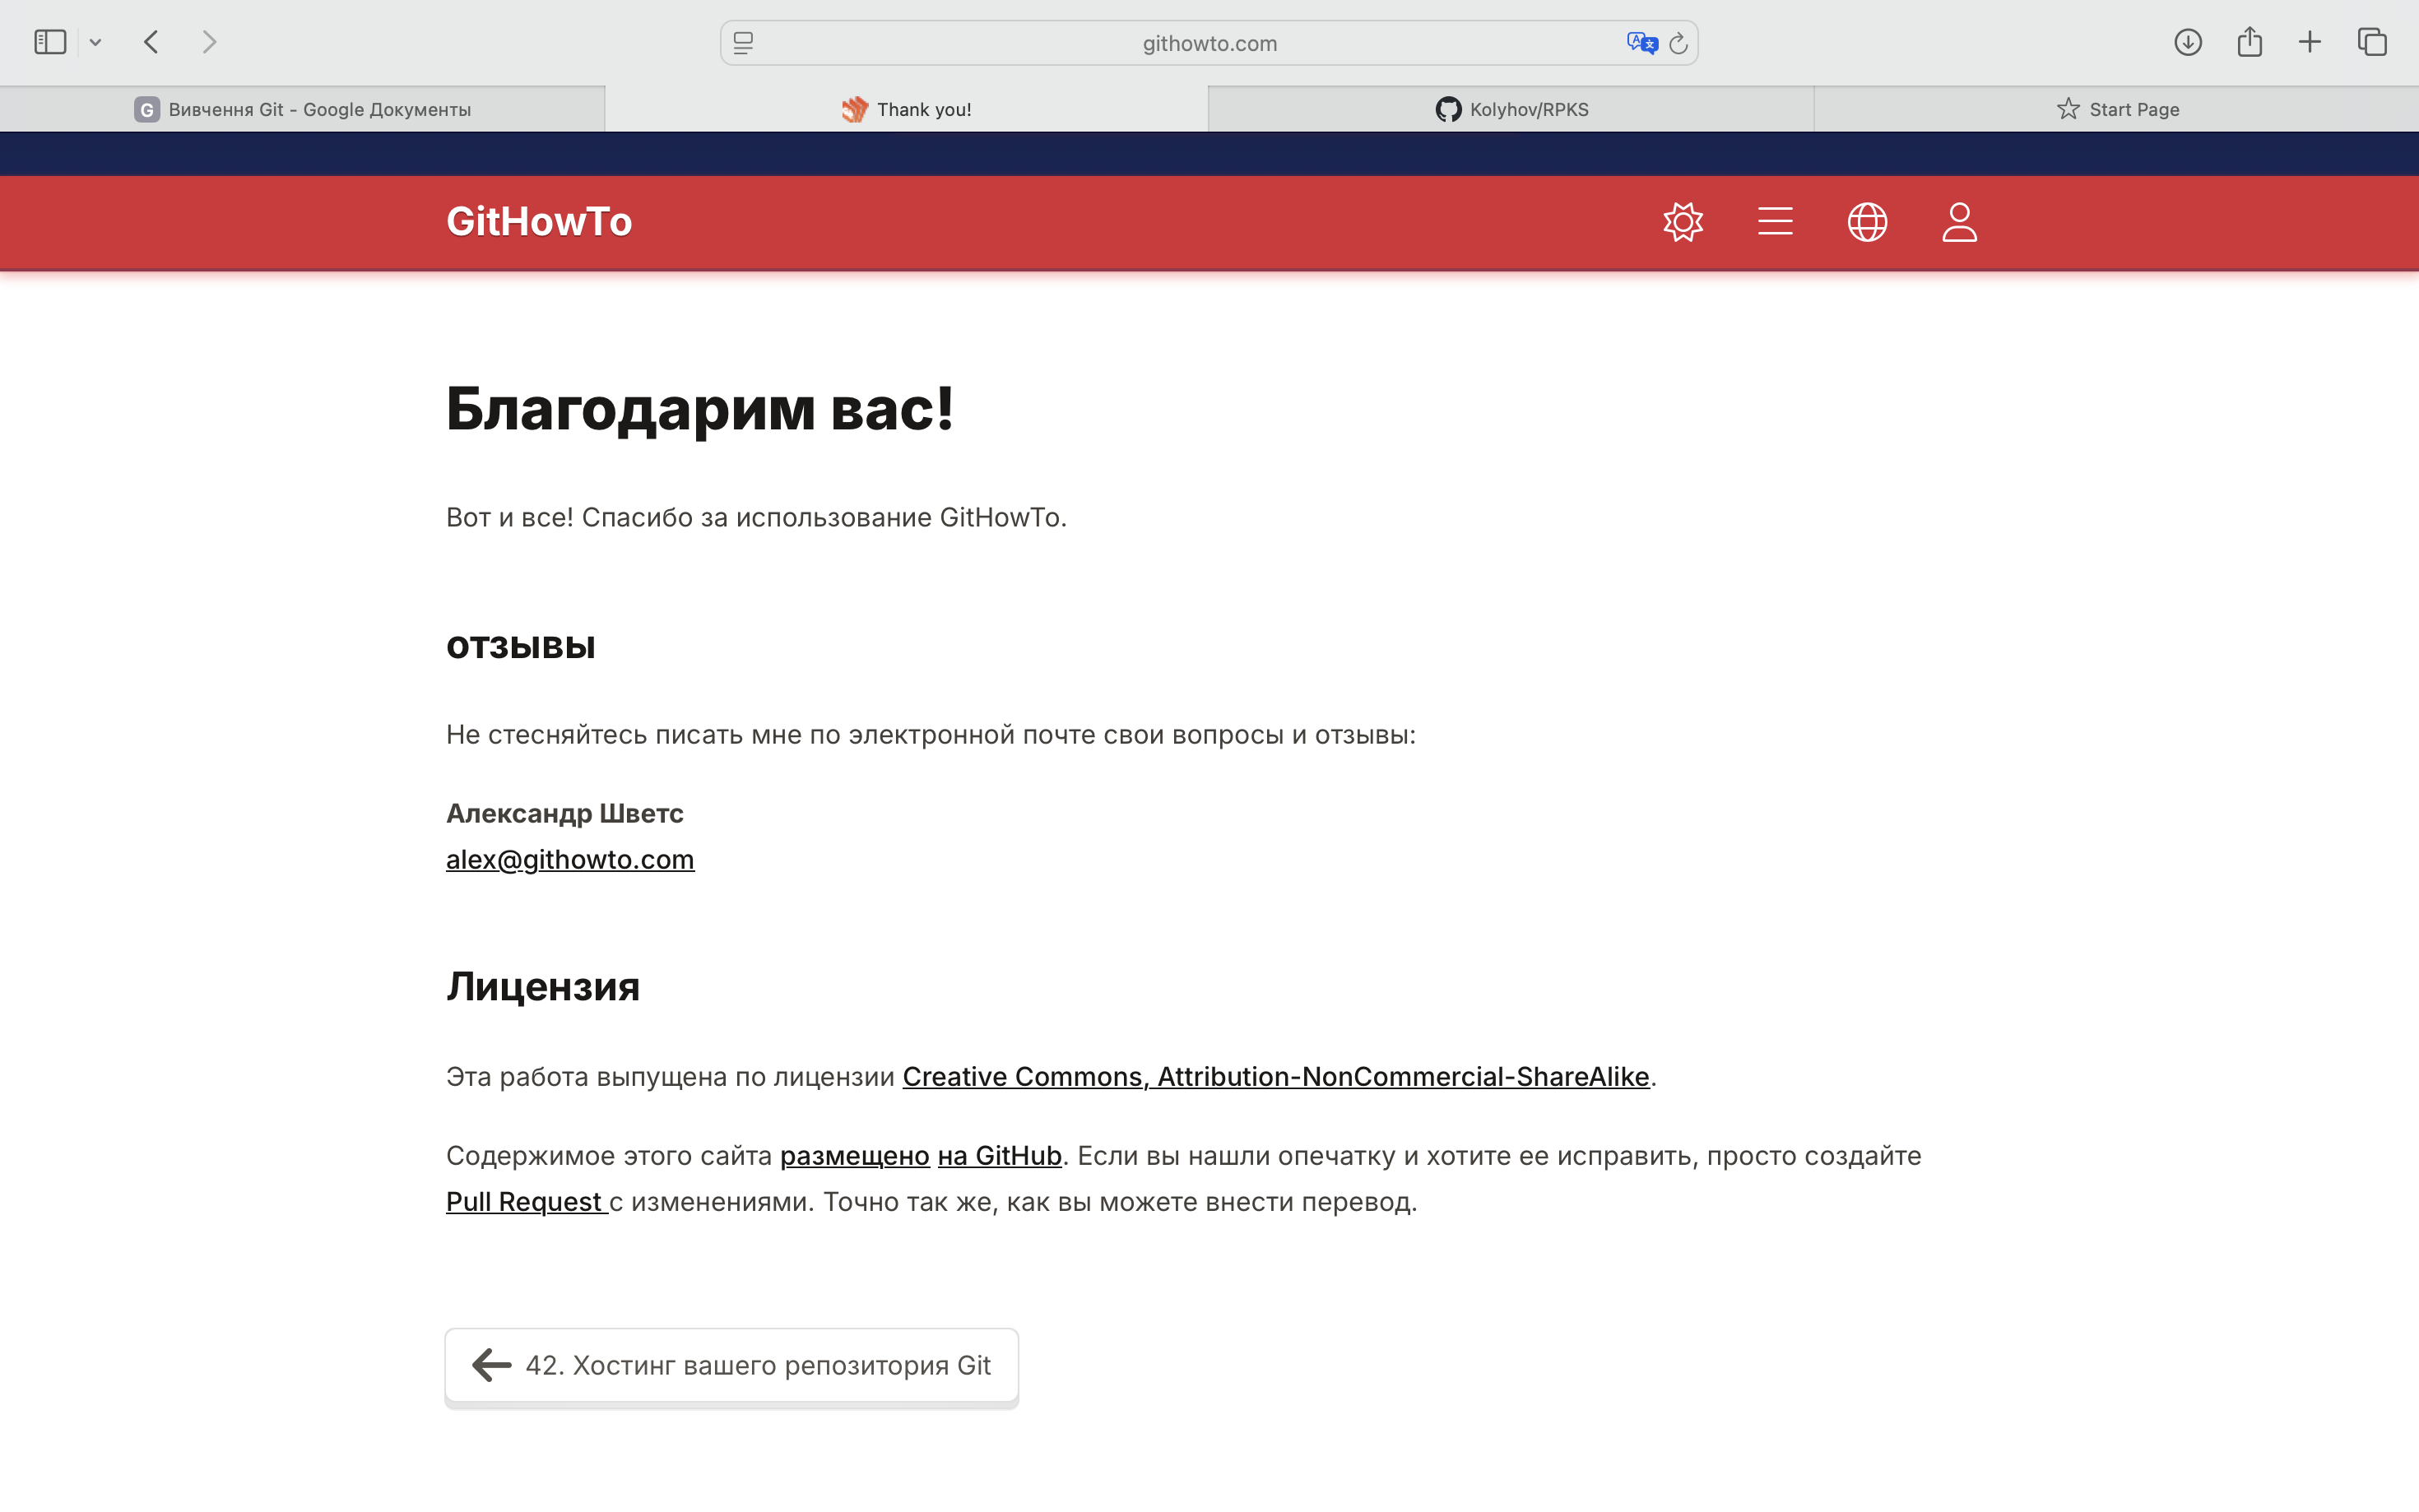 githowto.com
G Вивчення Git - Google Документы
Thank you!
Kolyhov/RPKS
Start Page
GitHowTo
Благодарим вас!
Вот и все! Спасибо за использование GitHowTo.
отзывы
Не стесняйтесь писать мне по электронной почте свои вопросы и отзывы:
Александр Шветс
alex@githowto.com
Лицензия
Эта работа выпущена по лицензии Creative Commons, Attribution-NonCommercial-ShareAlike.
Содержимое этого сайта размещено на GitHub. Если вы нашли опечатку и хотите ее исправить, просто создайте
Pull Request с изменениями. Точно так же, как вы можете внести перевод.
42. Хостинг вашего репозитория Git